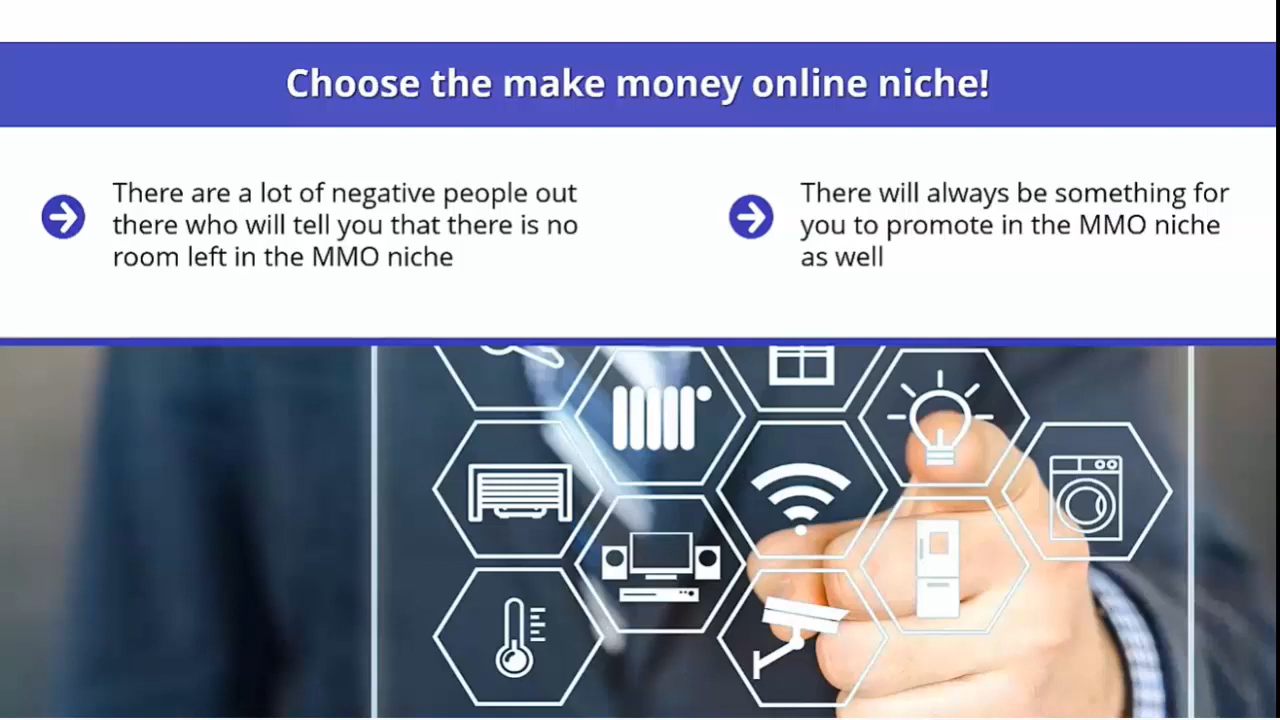 Choose the make money online niche!
There are a lot of negative people out
there who will tell you that there is no
room left in the MMO niche
There will always be something for
you to promote in the MMO niche
as well